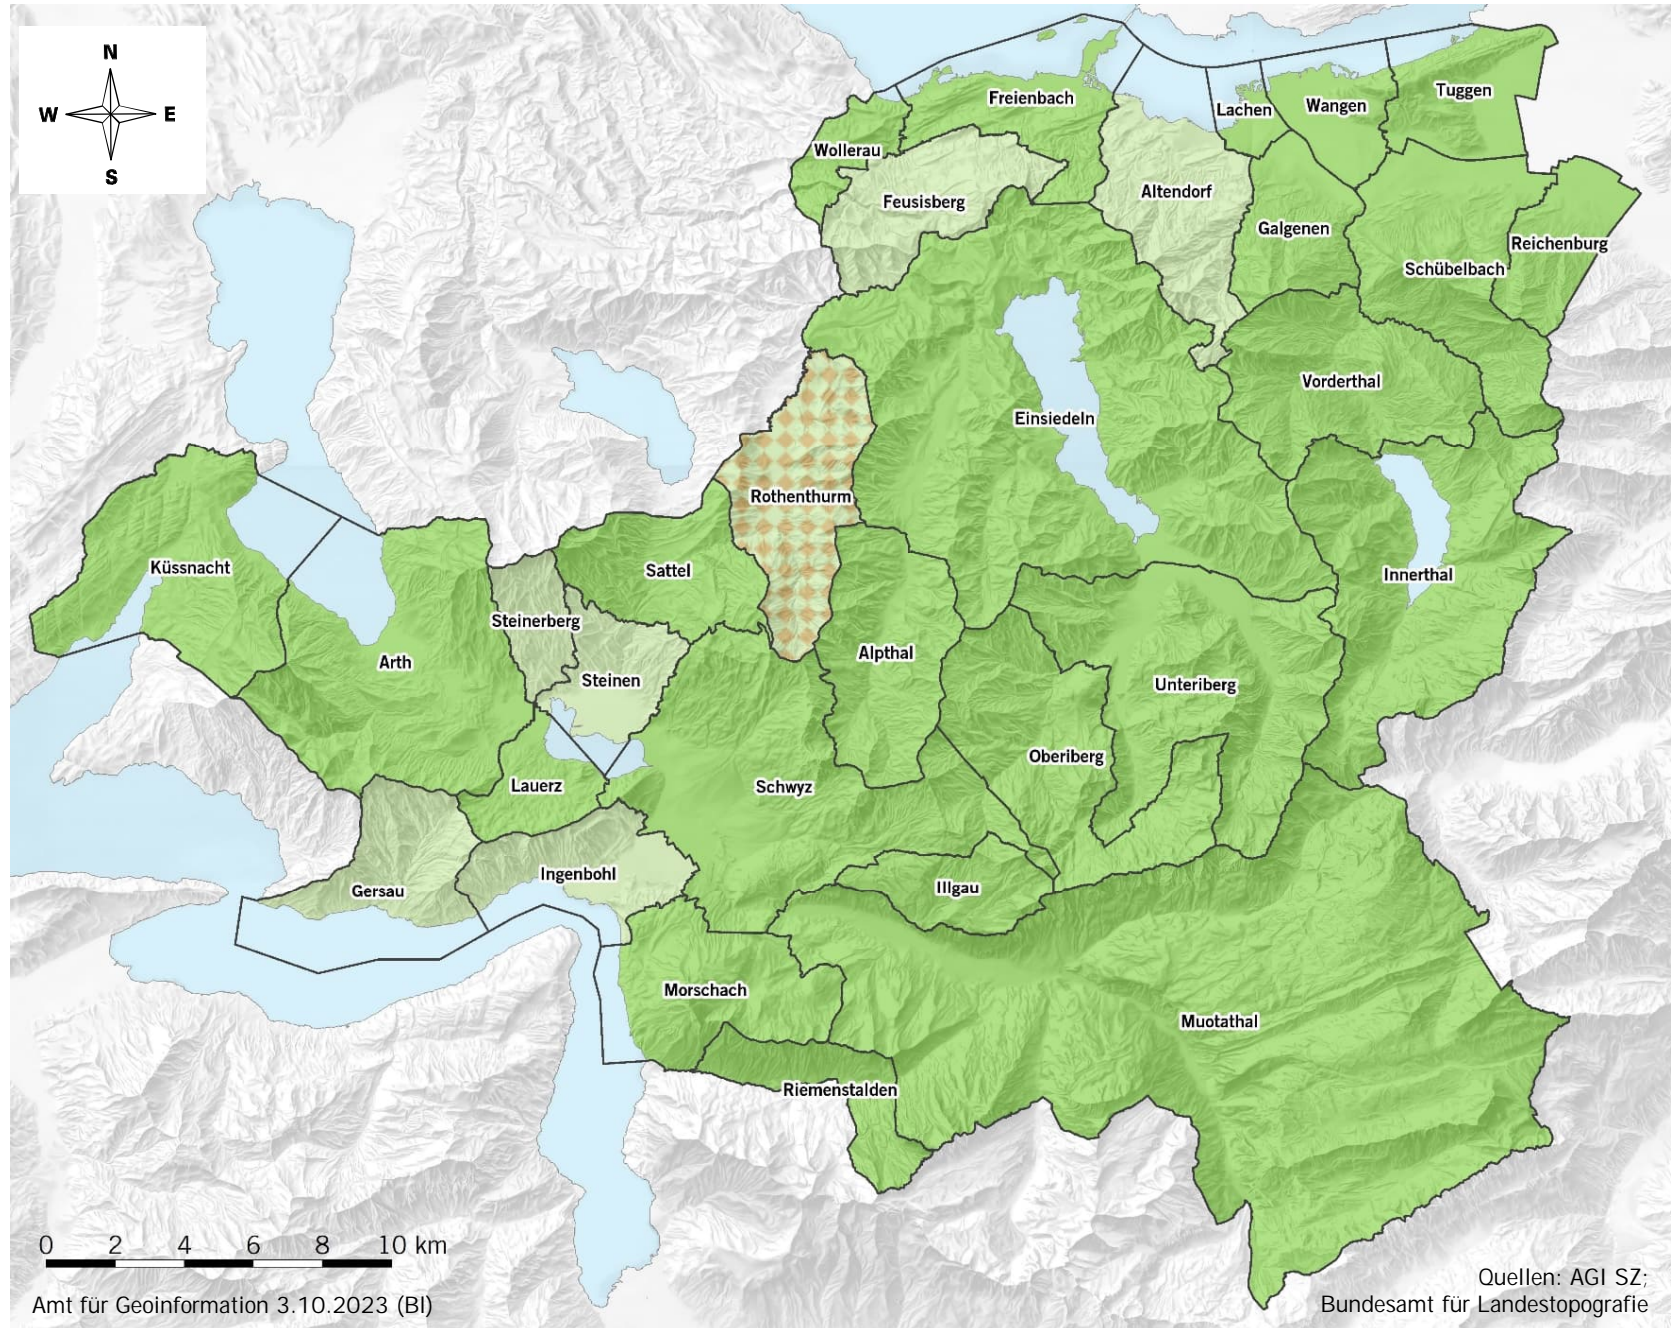 N
W E
S
Freienbach
Lachen
Wangen
Tuggen
Wollerau
Feusisberg
Altendorf
Galgenen
Schübelbach
Reichenburg
Vorderthal
Einsiedeln
Rothenthurm
Küssnacht
Sattel
Innerthal
Steinerberg
Arth
Steinen
Alpthal
Unteriberg
Oberiberg
Lauerz
Schwyz
Gersau
Ingenbohl
Illgau
Morschach
Muotathal
Riemenstalden
0 2 4 6 8 10 km
Amt für Geoinformation 3.10.2023 (BI)
Quellen: AGI SZ;
Bundesamt für Landestopografie